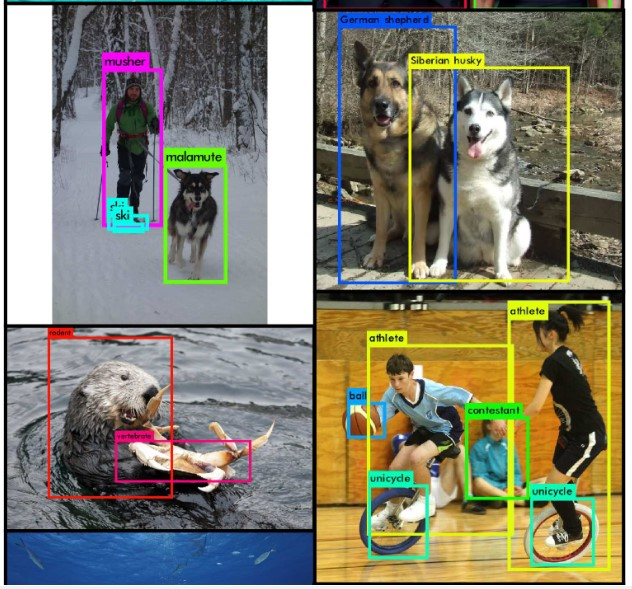 German shepherd
musher
Siberian husky
malamute
ski
rodent
vertebrate
athlete
athlete
ball
contestant
unicycle
unicycle